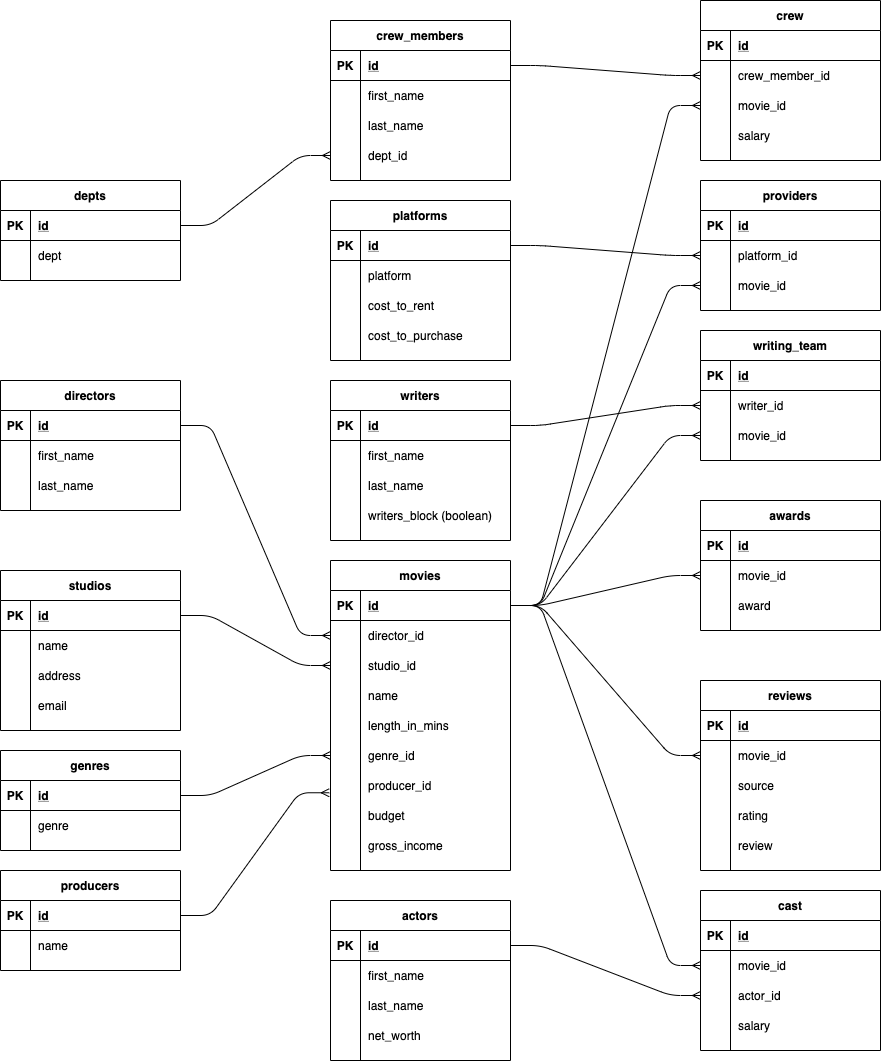 crew_members
PK id
first_name
last_name
dept_id
crew
PK id
crew_member_id
movie_id
salary
depts
PK id
dept
platforms
PK id
platform
cost_to_rent
cost_to_purchase
providers
PK id
platform_id
movie_id
directors
PK id
first_name
last_name
writers
PK id
first_name
last_name
writers_block (boolean)
writing_team
PK id
writer_id
movie_id
studios
PK id
name
address
email
movies
PK id
director_id
studio_id
name
length_in_mins
genre_id
producer_id
budget
gross_income
awards
PK id
movie_id
award
genres
PK id
genre
reviews
PK id
movie_id
source
rating
review
producers
PK id
name
actors
PK id
first_name
last_name
net_worth
cast
PK id
movie_id
actor_id
salary